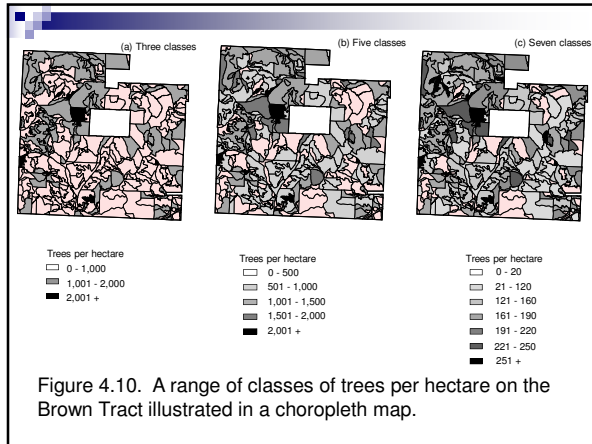 (a) Three classes
(b) Five classes
(c) Seven classes
Trees per hectare
0 - 1,000
1,001 - 2,000
2,001 +
Trees per hectare
0 - 500
501 - 1,000
1,001 - 1,500
1,501 - 2,000
2,001 +
Trees per hectare
0 - 20
21 - 120
121 - 160
161 - 190
191 - 220
221 - 250
251 +
Figure 4.10. A range of classes of trees per hectare on the
Brown Tract illustrated in a choropleth map.